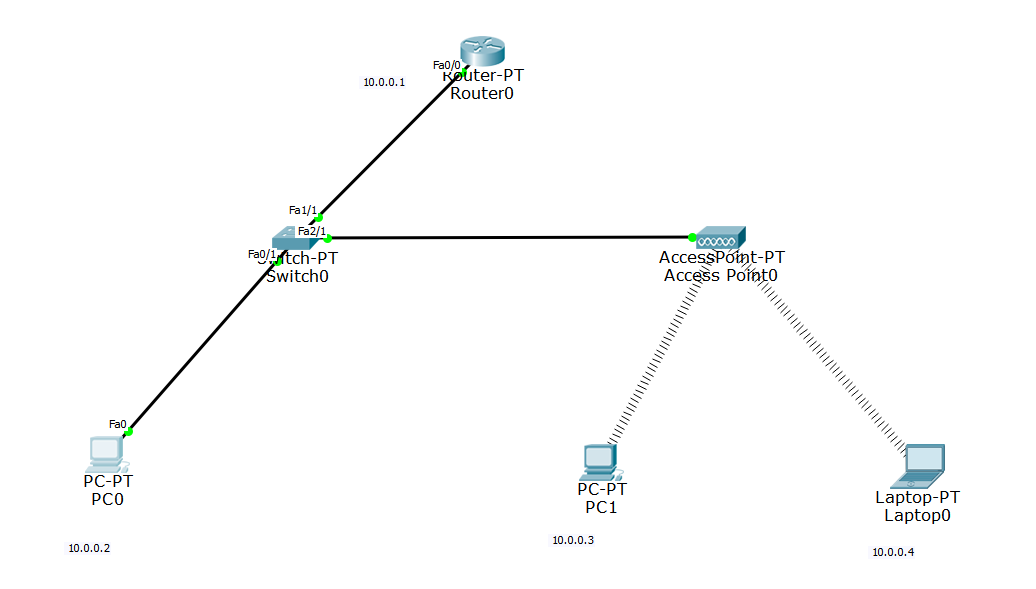 Fa0/0
Router-PT
Router0
10.0.0.1
Fa1/1
Fa2/1
Fa0/1
Switch-PT
Switch0
AccessPoint-PT
Access Point0
Fa0
PC-PT
PC0
10.0.0.2
PC-PT
PC1
10.0.0.3
Laptop-PT
Laptop0
10.0.0.4